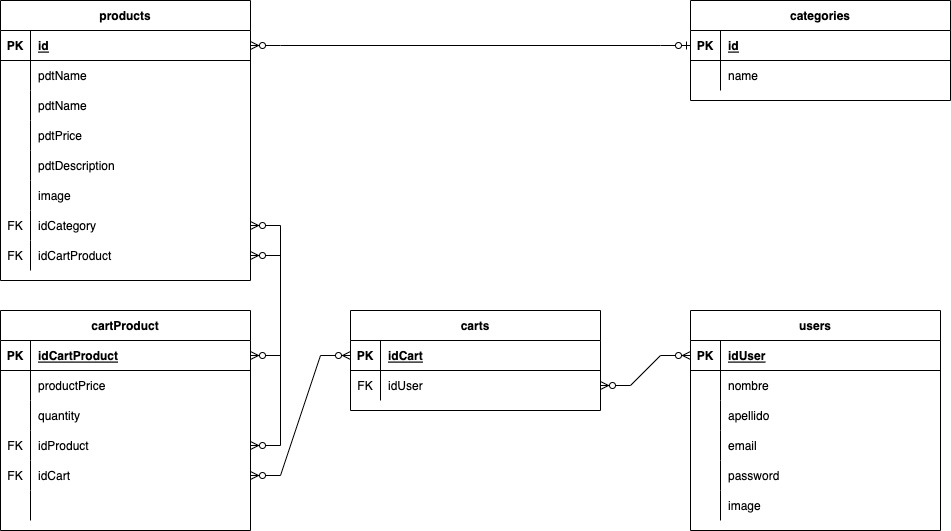 products
PK id
pdtName
pdtName
pdtPrice
pdtDescription
image
FK idCategory
FK idCartProduct
categories
PK id
name
cartProduct
PK idCartProduct
productPrice
quantity
FK idProduct
FK idCart
carts
PK idCart
FK idUser
users
PK idUser
nombre
apellido
email
password
image